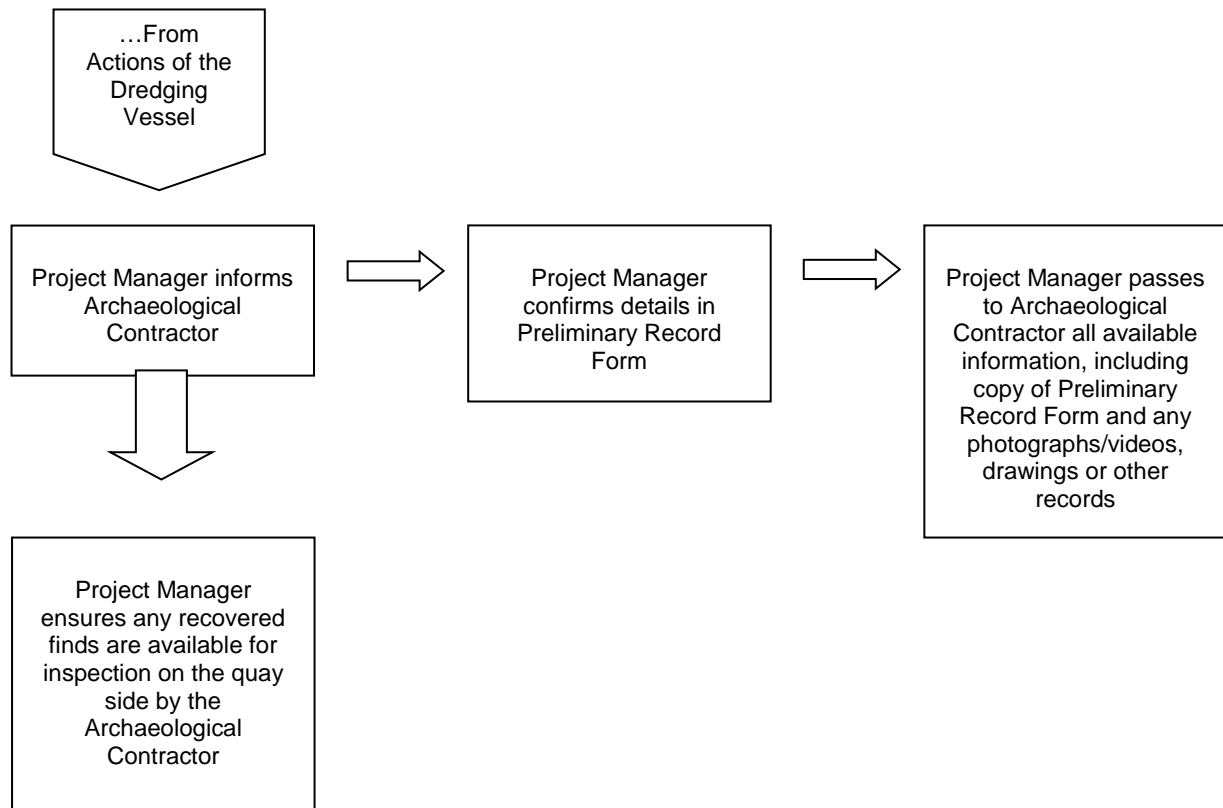 …From
Actions of the
Dredging
Vessel
Project Manager informs
Archaeological
Contractor
Project Manager
confirms details in
Preliminary Record
Form
Project Manager passes
to Archaeological
Contractor all available
information, including
copy of Preliminary
Record Form and any
photographs/videos,
drawings or other
records
Project Manager
ensures any recovered
finds are available for
inspection on the quay
side by the
Archaeological
Contractor